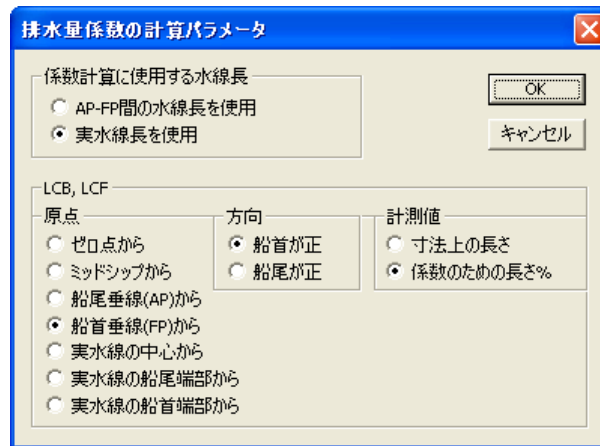 排水量係数の計算パラメータ
係数計算に使用する水線長
AP-FP間の水線長を使用
実水線長を使用
OK
キャンセル
LCB, LCF
原点
ゼロ点から
ミッドシップから
船尾垂線(AP)から
船首垂線(FP)から
実水線の中心から
実水線の船尾端部から
実水線の船首端部から
方向
船首が正
船尾が正
計測値
寸法上の長さ
係数のための長さ%